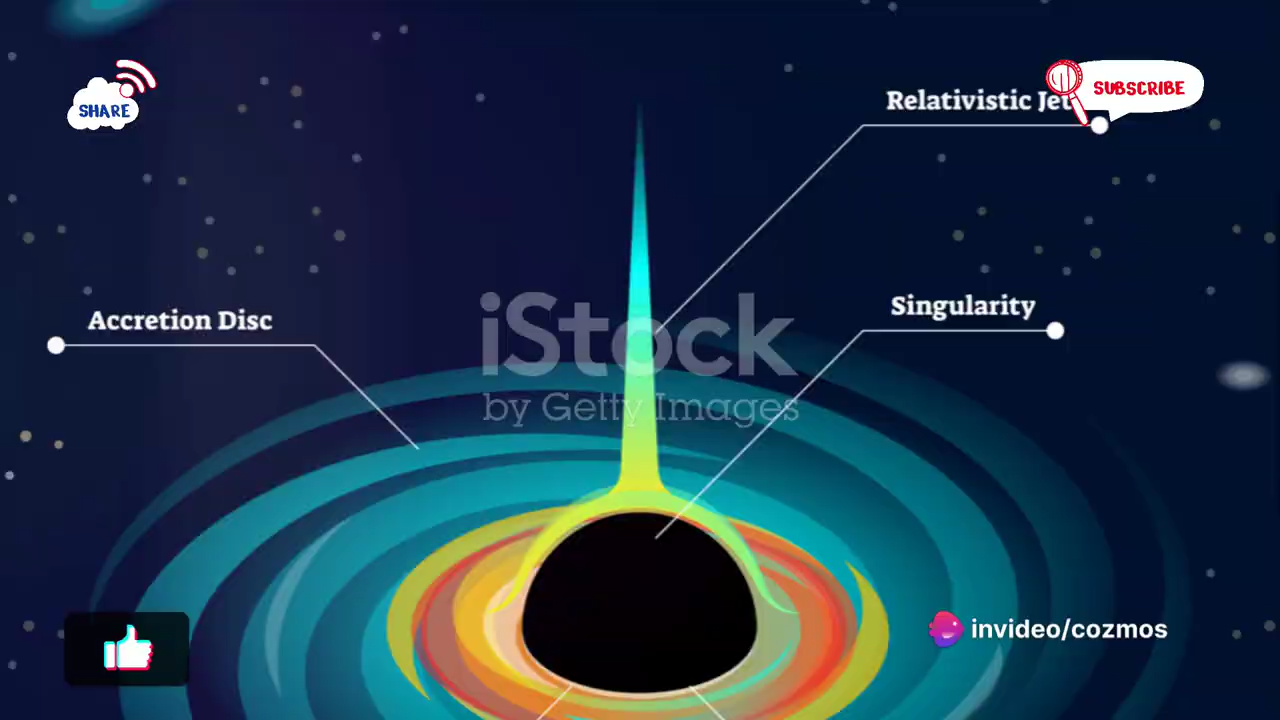 SHARE
Relativistic Jet
SUBSCRIBE
Accretion Disc
Singularity
iStock
by Getty Images
invideo/cozmos